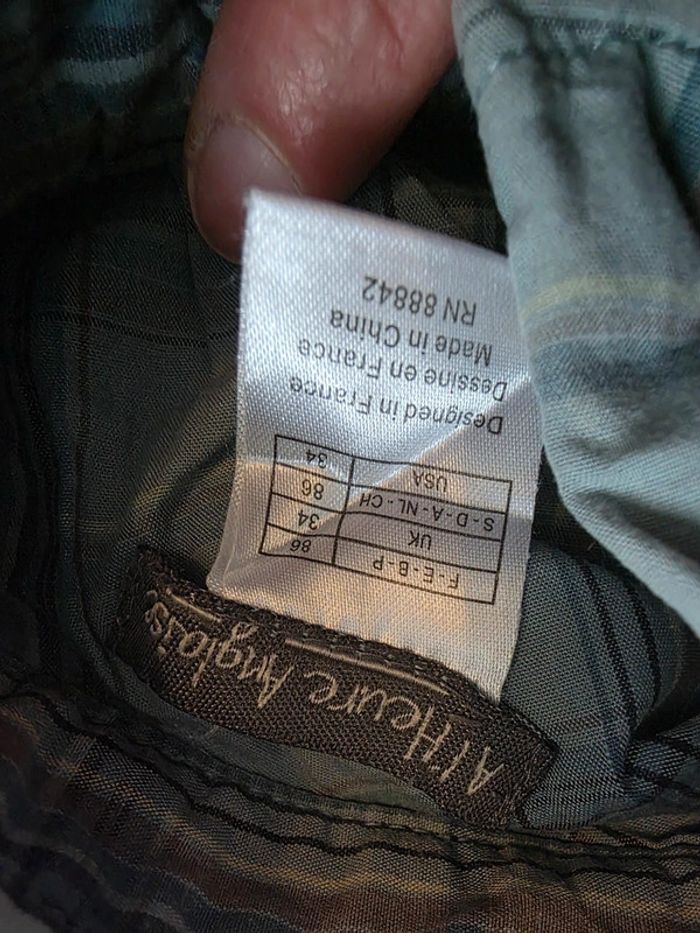 A l'Heure Anglaise
F - E - B - P 86
UK 34
S - D - A - NL - CH 86
USA 34
Designed in France
Dessine en France
Made in China
RN 88842